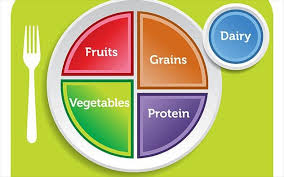 Fruits
Grains
Dairy
Vegetables
Protein